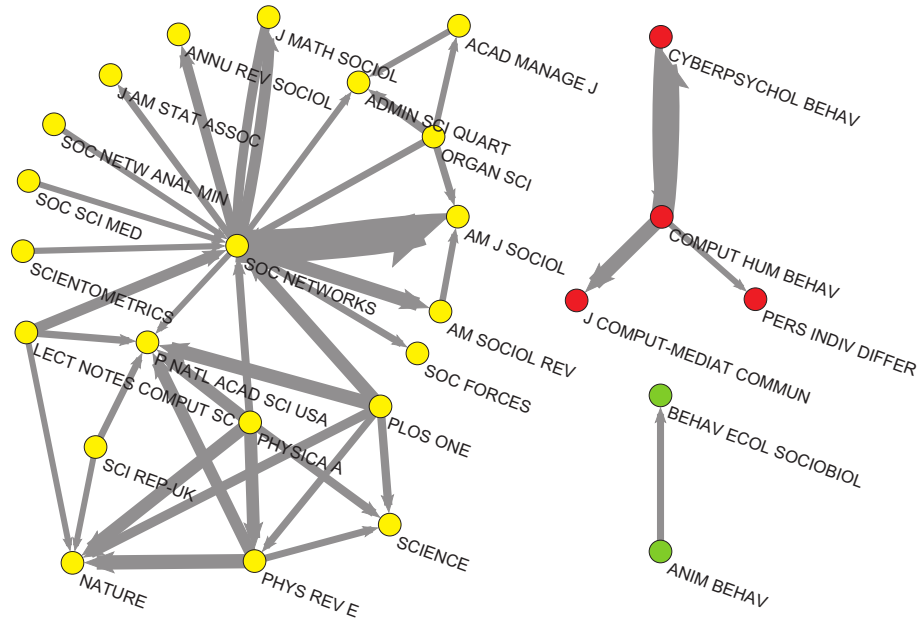 J MATH SOCIOL
ACAD MANAGE J
ANNU REV SOCIOL
CYBERPSYCHOL BEHAV
J AM STAT ASSOC
ADMIN SCI QUART
ORGAN SCI
SOC NETW ANAL MIN
SOC SCI MED
AM J SOCIOL
COMPUT HUM BEHAV
SOC NETWORKS
SCIENTOMETRICS
PERS INDIV DIFFER
J COMPUT-MEDIAT COMMUN
AM SOCIOL REV
LECT NOTES COMPUT SC
P NATL ACAD SCI USA
SOC FORCES
BEHAV ECOL SOCIOBIOL
PLOS ONE
PHYSICA A
SCI REP-UK
SCIENCE
ANIM BEHAV
NATURE
PHYS REV E